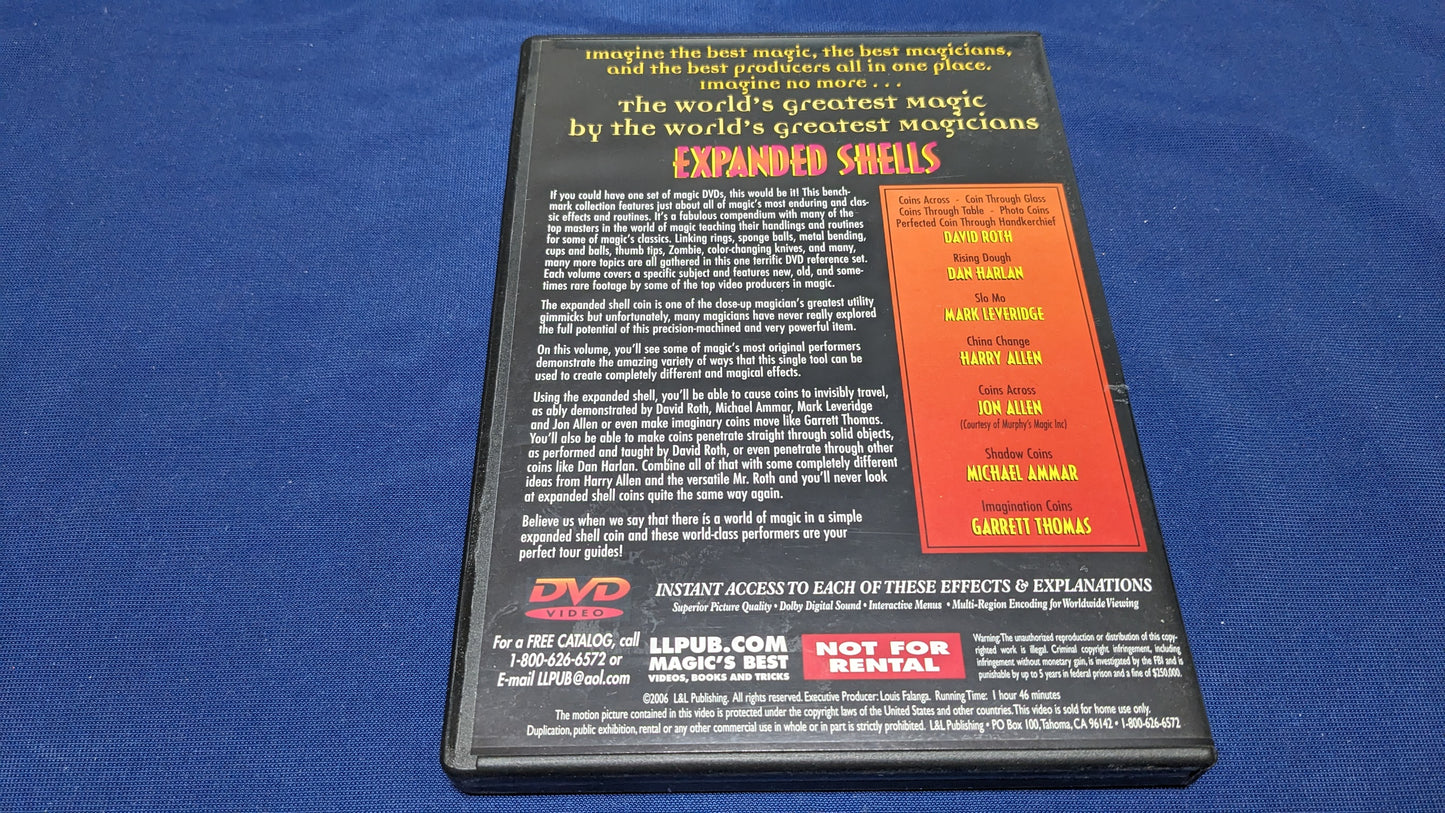 Imagine the best magic, the best magicians,
and the best producers all in one place.
Imagine no more . . .
The World's Greatest Magic
by the World's Greatest Magicians
EXPANDED SHELLS
If you could have one set of magic DVDs, this would be it! This bench-
mark collection features just about all of magic's most enduring and clas-
sic effects and routines. It's a fabulous compendium with many of the
top masters in the world of magic teaching their handlings and routines
for some of magic's classics. Linking rings, sponge balls, metal bending,
cups and balls, thumb tips, Zombie, color-changing knives, and many,
many more topics are all gathered in this one terrific DVD reference set.
Each volume covers a specific subject and features new, old, and some-
times rare footage by some of the top video producers in magic.
The expanded shell coin is one of the close-up magician's greatest utility
gimmicks but unfortunately, many magicians have never really explored
the full potential of this precision-machined and very powerful item.
On this volume, you'll see some of magic's most original performers
demonstrate the amazing variety of ways that this single tool can be
used to create completely different and magical effects.
Using the expanded shell, you'll be able to cause coins to invisibly travel,
as ably demonstrated by David Roth, Michael Ammar, Mark Leveridge
and Jon Allen or even make imaginary coins move like Garrett Thomas.
You'll also be able to make coins penetrate straight through solid objects,
as performed and taught by David Roth, or even penetrate through other
coins like Dan Harlan. Combine all of that with some completely different
ideas from Harry Allen and the versatile Mr. Roth and you'll never look
at expanded shell coins quite the same way again.
Believe us when we say that there is a world of magic in a simple
expanded shell coin and these world-class performers are your
perfect tour guides!
Coins Across - Coin Through Glass
Coins Through Table - Photo Coins
Perfected Coin Through Handkerchief
DAVID ROTH
Rising Dough
DAN HARLAN
Slo Mo
MARK LEVERIDGE
China Change
HARRY ALLEN
Coins Across
JON ALLEN
(Courtesy of Murphy's Magic Inc)
Shadow Coins
MICHAEL AMMAR
Imagination Coins
GARRETT THOMAS
DVD
VIDEO
INSTANT ACCESS TO EACH OF THESE EFFECTS & EXPLANATIONS
Superior Picture Quality • Dolby Digital Sound • Interactive Menus • Multi-Region Encoding for Worldwide Viewing
For a FREE CATALOG, call
1-800-626-6572 or
E-mail LLPUB@aol.com
LLPUB.COM
MAGIC'S BEST
VIDEOS, BOOKS AND TRICKS
NOT FOR
RENTAL
Warning: The unauthorized reproduction or distribution of this copy-
righted work is illegal. Criminal copyright infringement, including
infringement without monetary gain, is investigated by the FBI and is
punishable by up to 5 years in federal prison and a fine of $250,000.
©2006 L&L Publishing. All rights reserved. Executive Producer: Louis Falanga. Running Time: 1 hour 46 minutes
The motion picture contained in this video is protected under the copyright laws of the United States and other countries. This video is sold for home use only.
Duplication, public exhibition, rental or any other commercial use in whole or in part is strictly prohibited. L&L Publishing • PO Box 100, Tahoma, CA 96142 • 1-800-626-6572